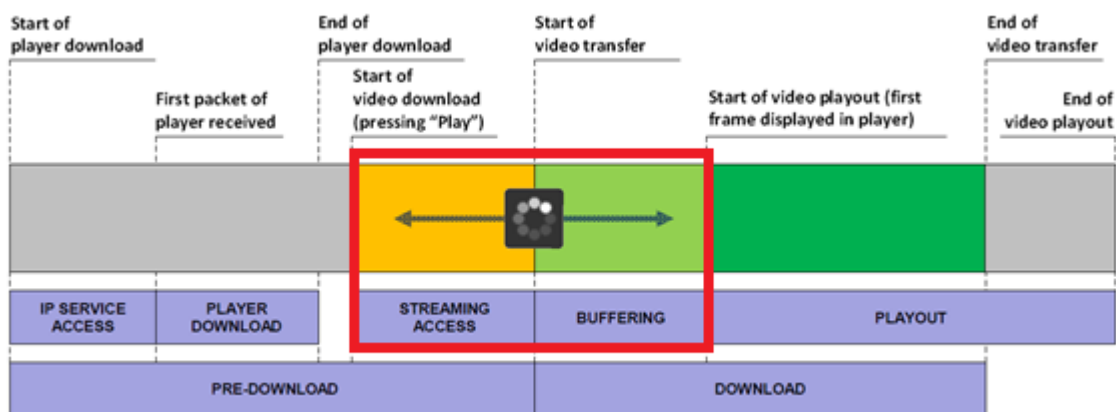 Start of
player download
End of
player download
Start of
video transfer
End of
video transfer
First packet of
player received
Start of
video download
(pressing “Play”)
Start of video playout (first
frame displayed in player)
End of
video playout
IP SERVICE
ACCESS
PLAYER
DOWNLOAD
STREAMING
ACCESS
BUFFERING
PLAYOUT
PRE-DOWNLOAD
DOWNLOAD